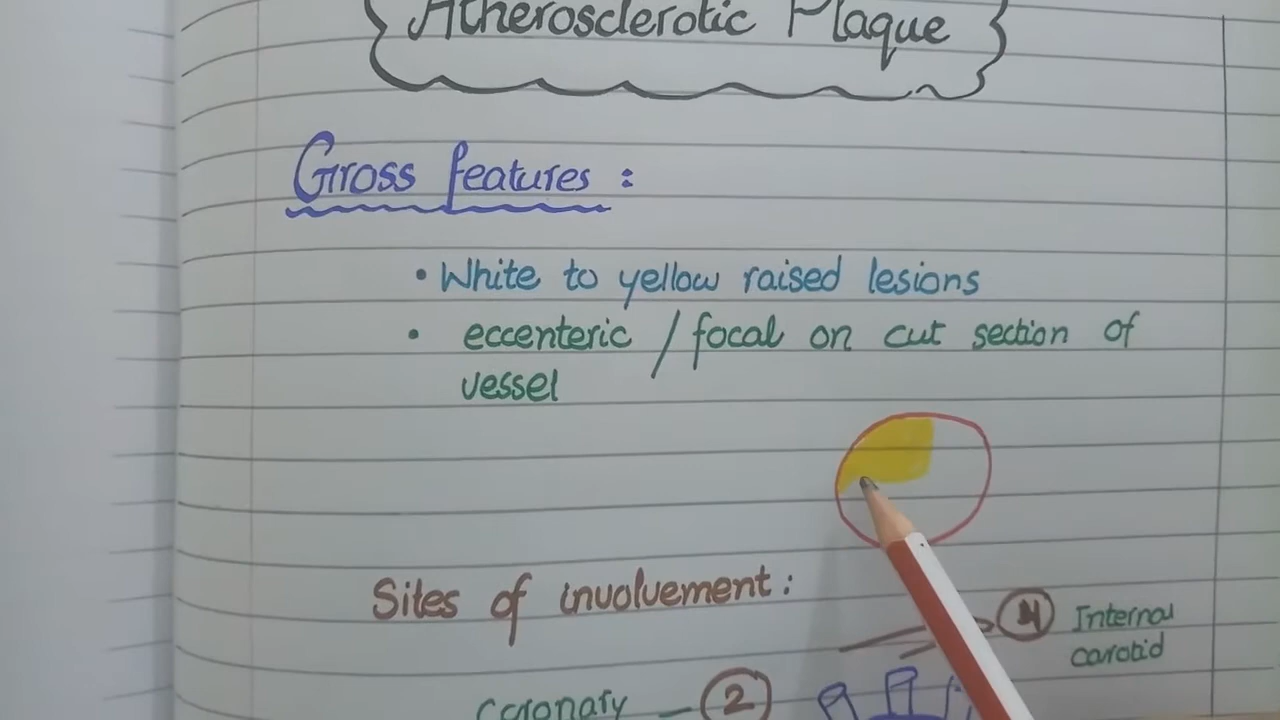 Atherosclerotic Plaque
Gross features :
• White to yellow raised lesions
• eccenteric / focal on cut section of
vessel
Sites of involvement :
4 Internal
carotid
Coronary - 2